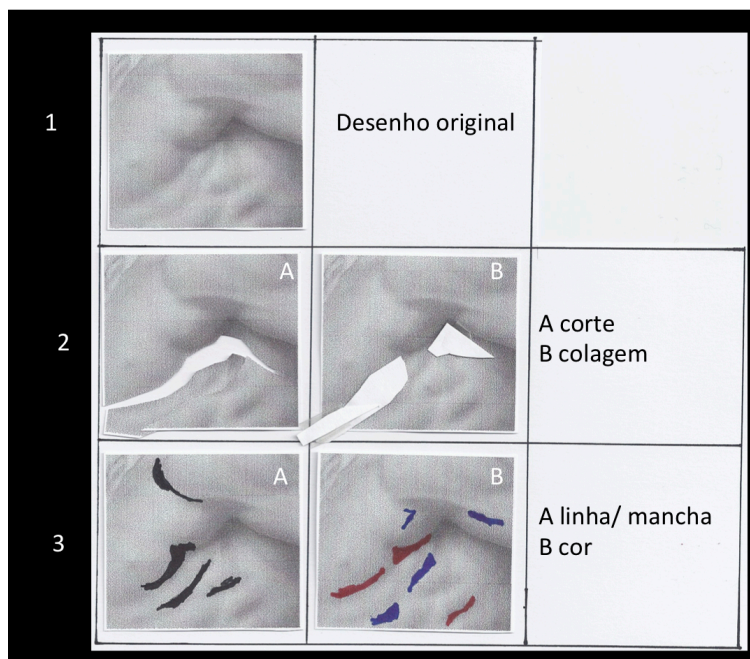 1
Desenho original
A
B
2
A corte
B colagem
A
B
3
A linha/ mancha
B cor